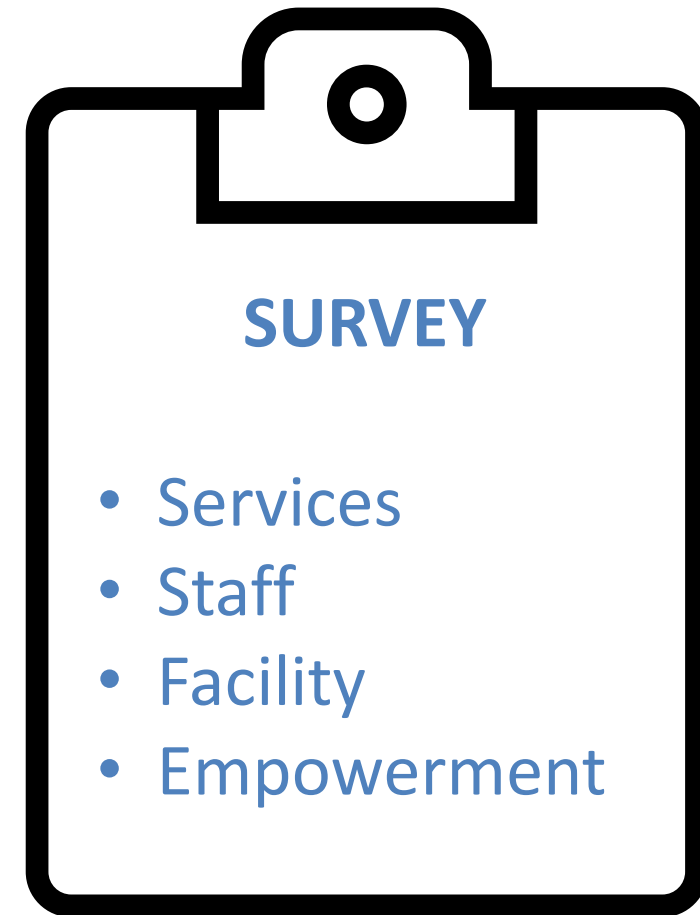 SURVEY
• Services
• Staff
• Facility
• Empowerment